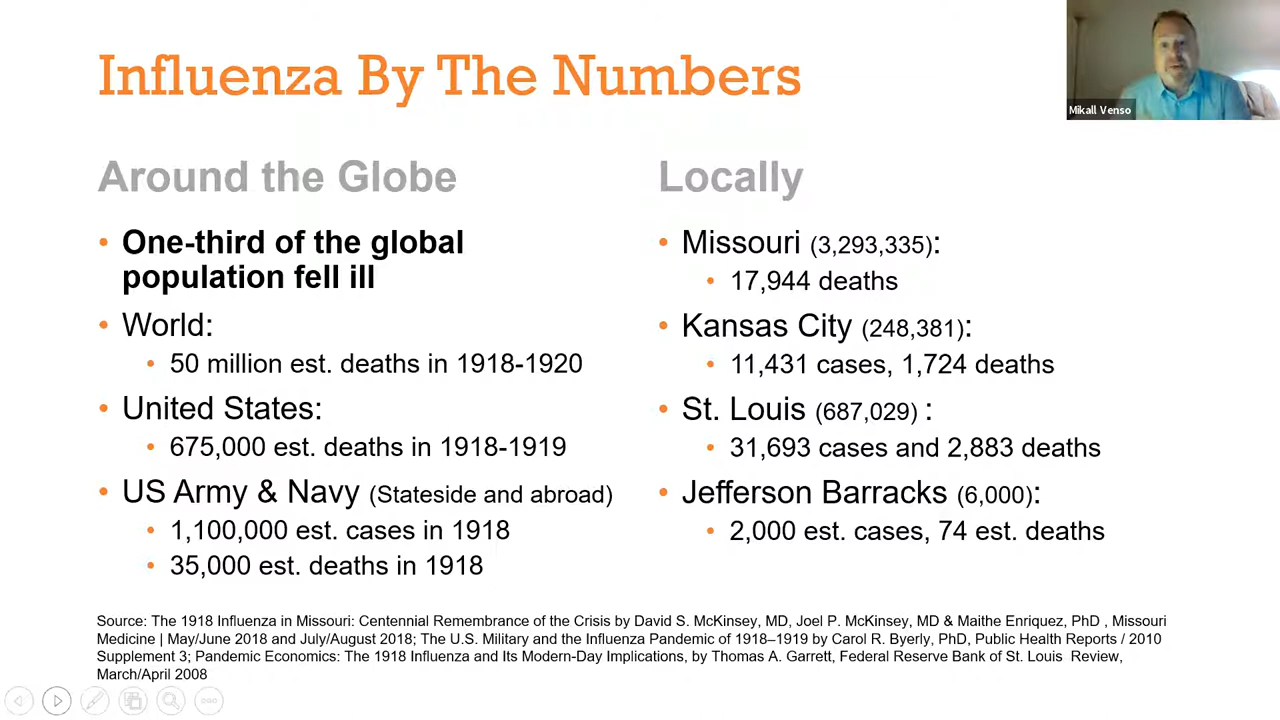 Influenza By The Numbers
Mikall Venso
Around the Globe
• One-third of the global
population fell ill
• World:
• 50 million est. deaths in 1918-1920
• United States:
• 675,000 est. deaths in 1918-1919
• US Army & Navy (Stateside and abroad)
• 1,100,000 est. cases in 1918
• 35,000 est. deaths in 1918
Locally
• Missouri (3,293,335):
• 17,944 deaths
• Kansas City (248,381):
• 11,431 cases, 1,724 deaths
• St. Louis (687,029) :
• 31,693 cases and 2,883 deaths
• Jefferson Barracks (6,000):
• 2,000 est. cases, 74 est. deaths
Source: The 1918 Influenza in Missouri: Centennial Remembrance of the Crisis by David S. McKinsey, MD, Joel P. McKinsey, MD & Maithe Enriquez, PhD , Missouri
Medicine | May/June 2018 and July/August 2018; The U.S. Military and the Influenza Pandemic of 1918–1919 by Carol R. Byerly, PhD, Public Health Reports / 2010
Supplement 3; Pandemic Economics: The 1918 Influenza and Its Modern-Day Implications, by Thomas A. Garrett, Federal Reserve Bank of St. Louis Review,
March/April 2008